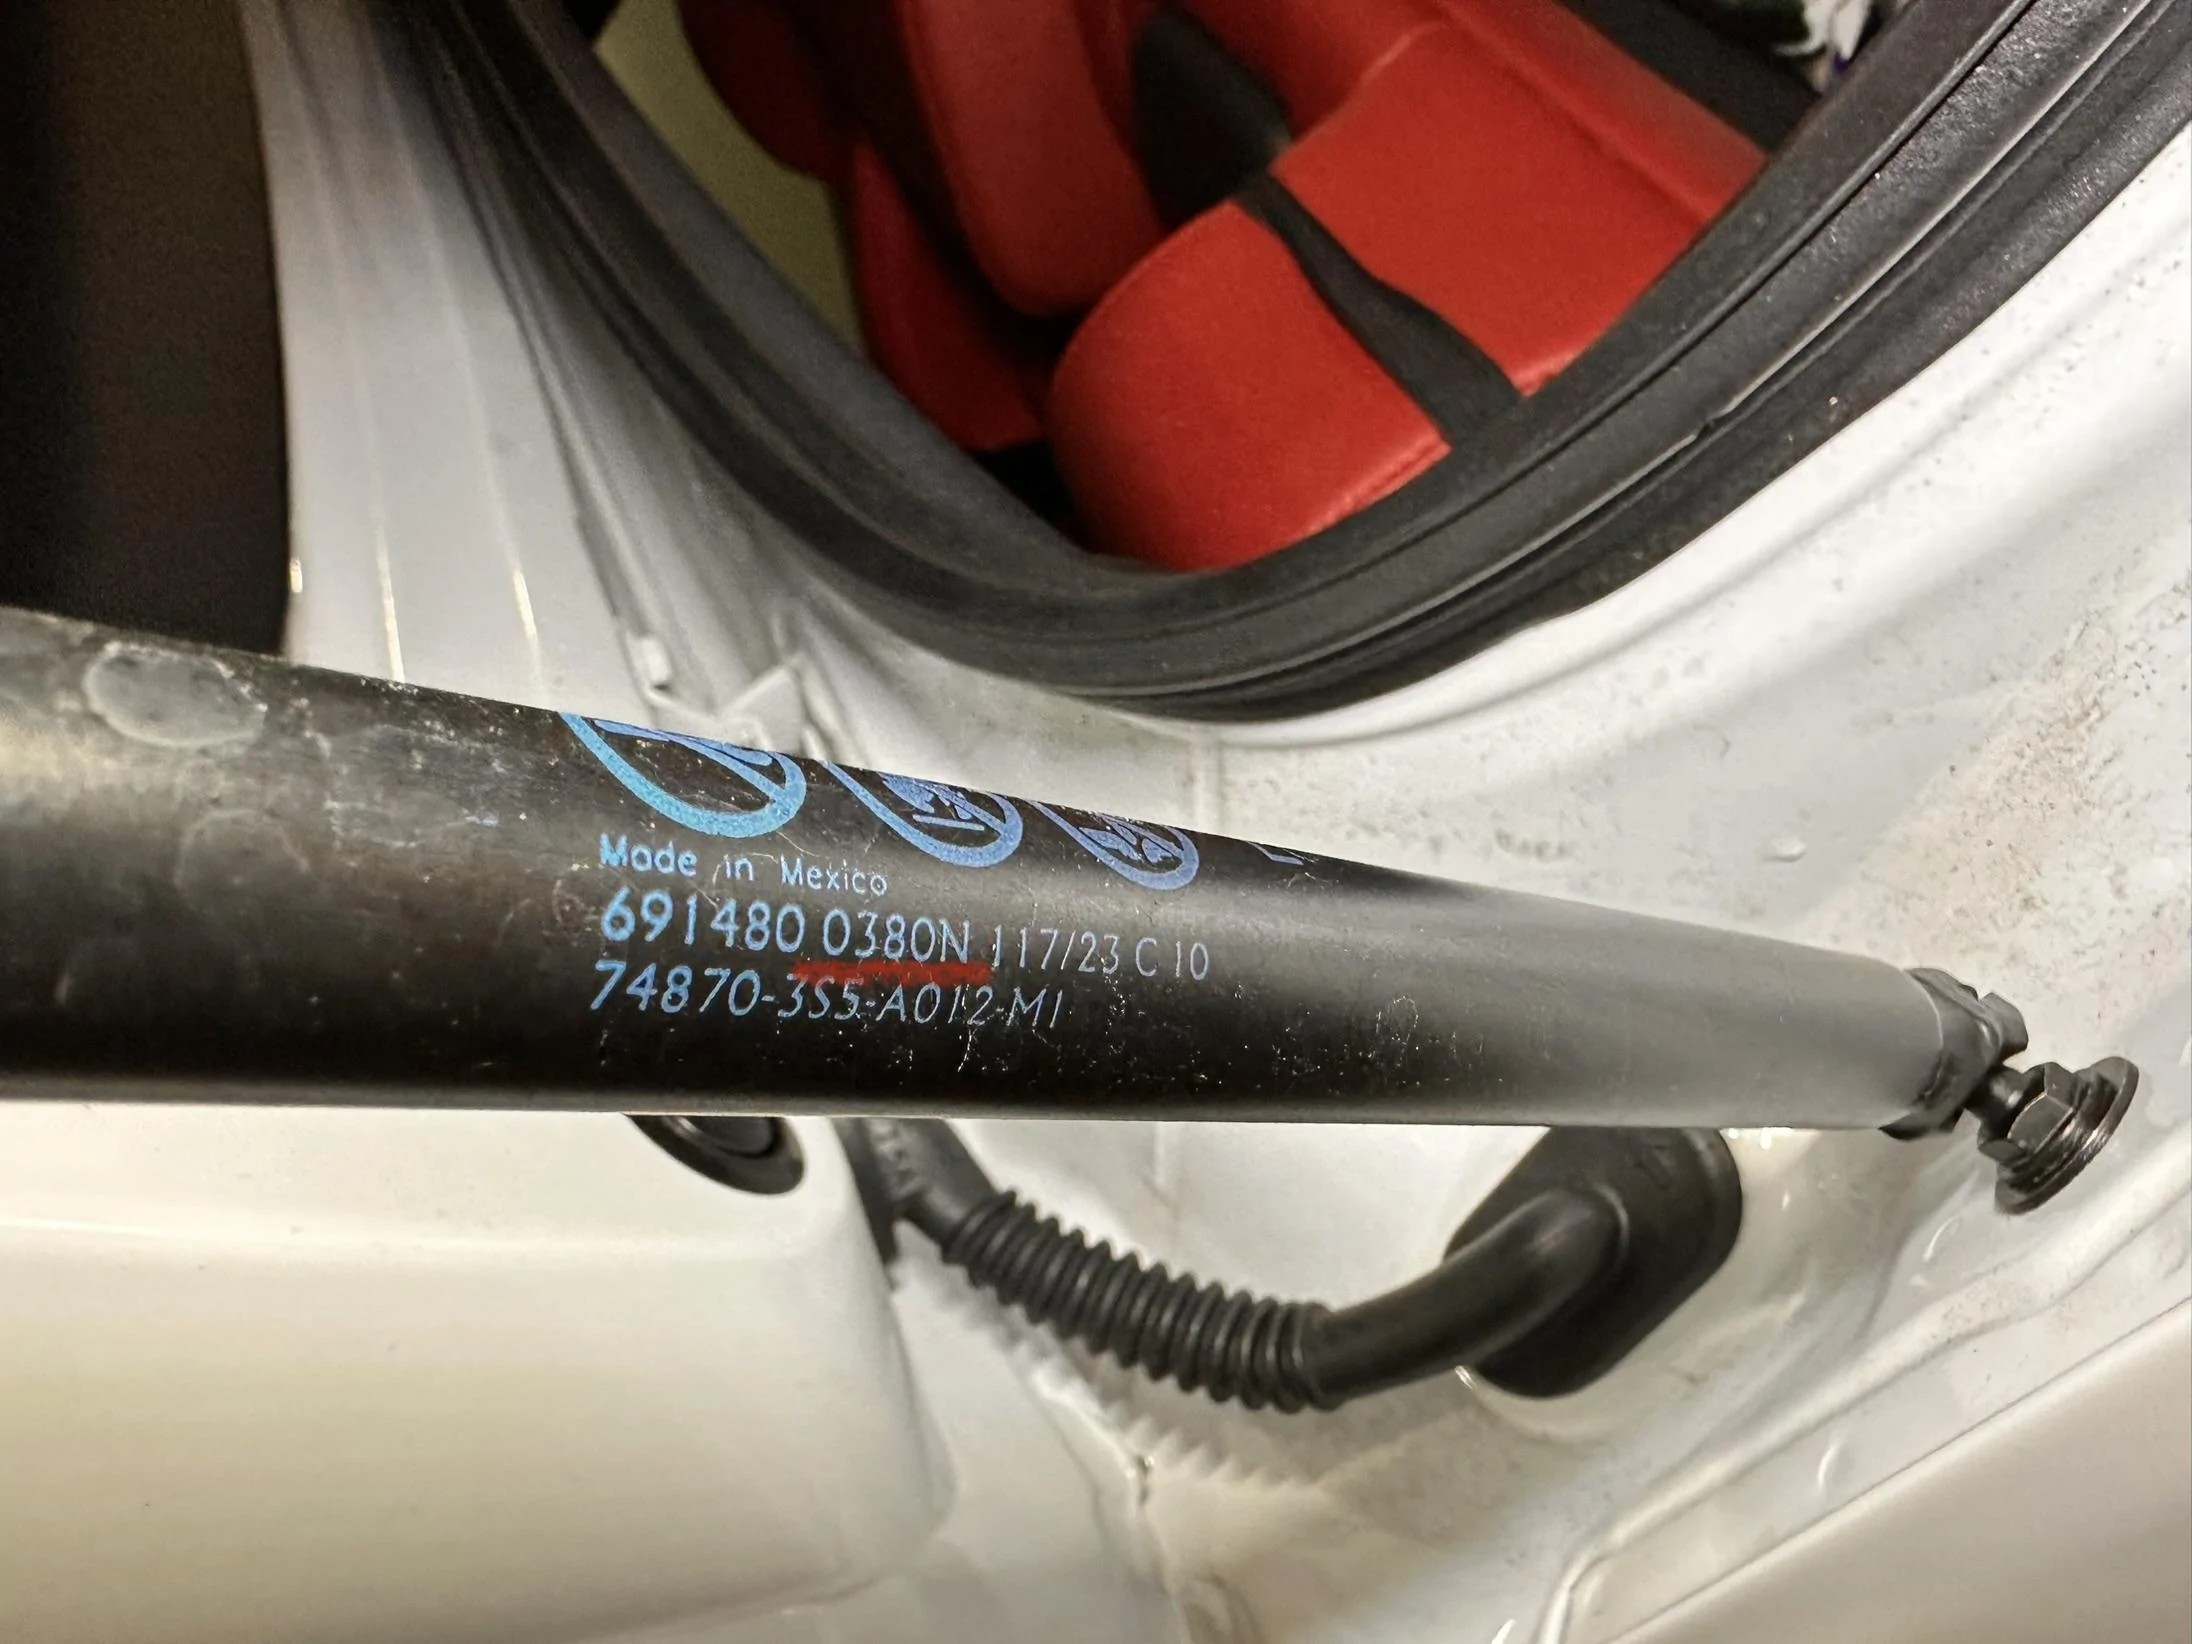 Made in Mexico
691480 0380N 117/23 C 10
74870-3S5-A012-M1